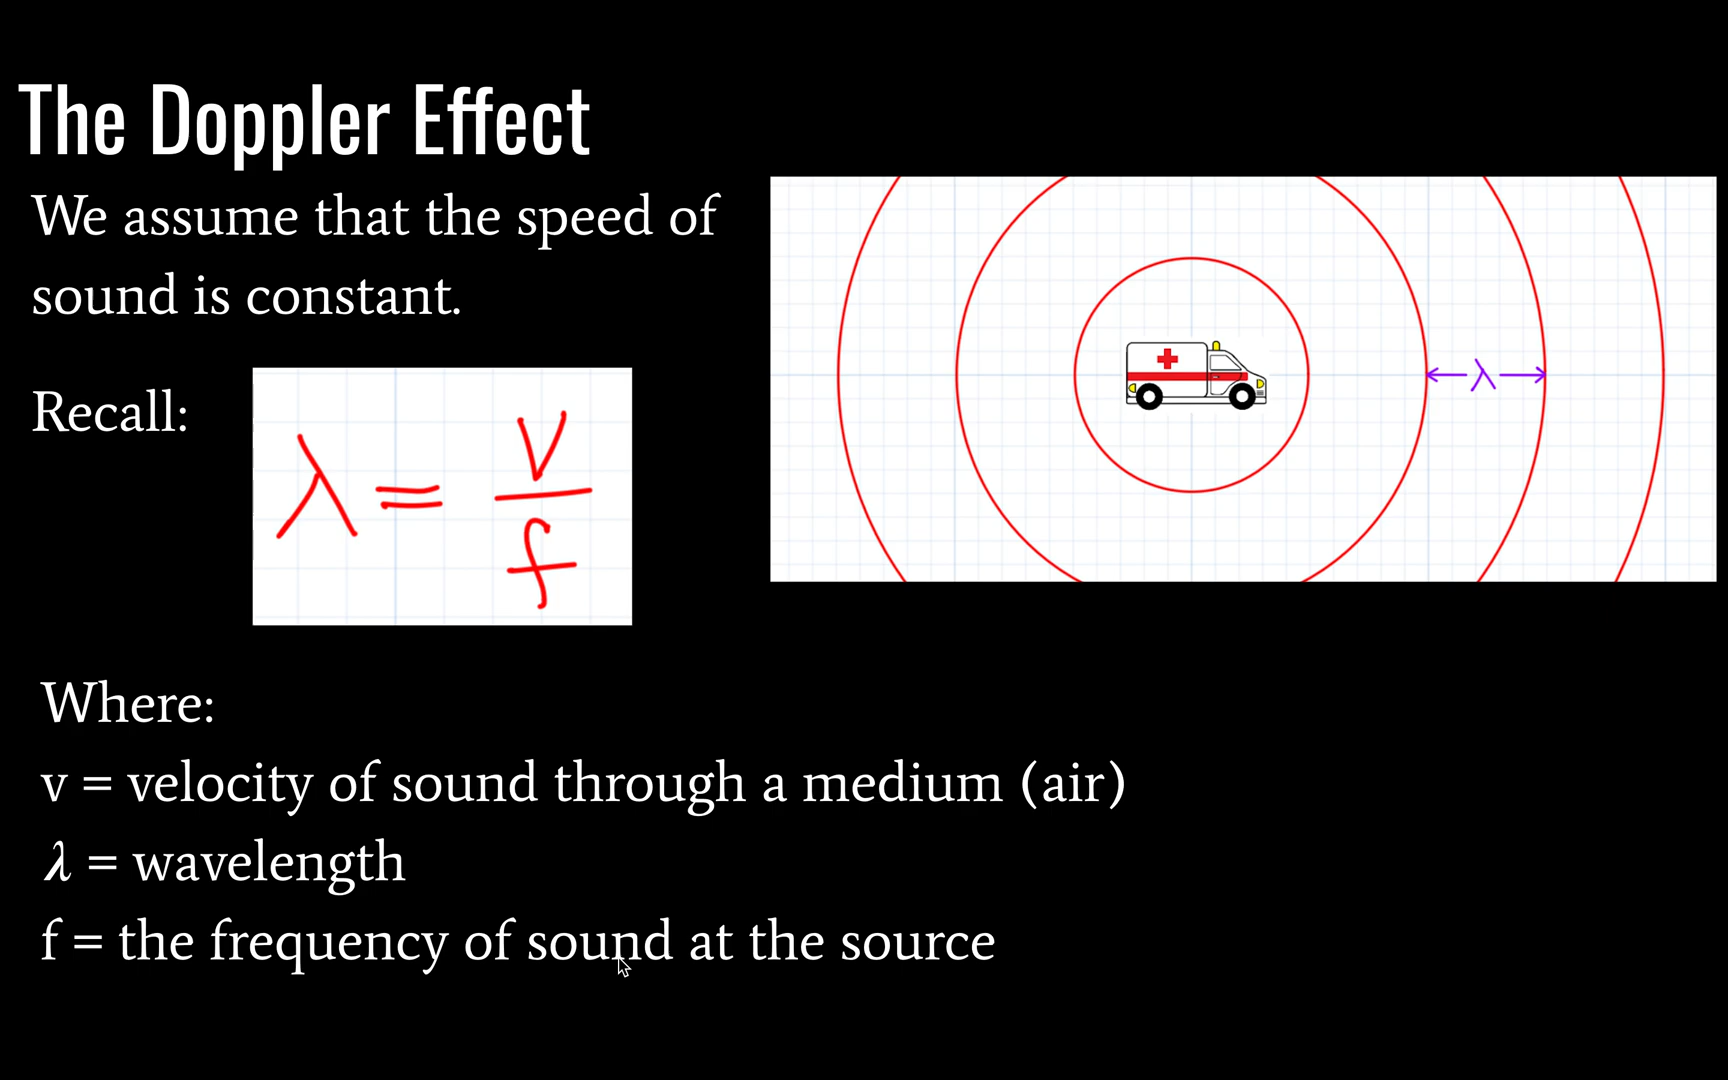 The Doppler Effect
We assume that the speed of
sound is constant.
Recall:
λ = v/f
λ
Where:
v = velocity of sound through a medium (air)
λ = wavelength
f = the frequency of sound at the source